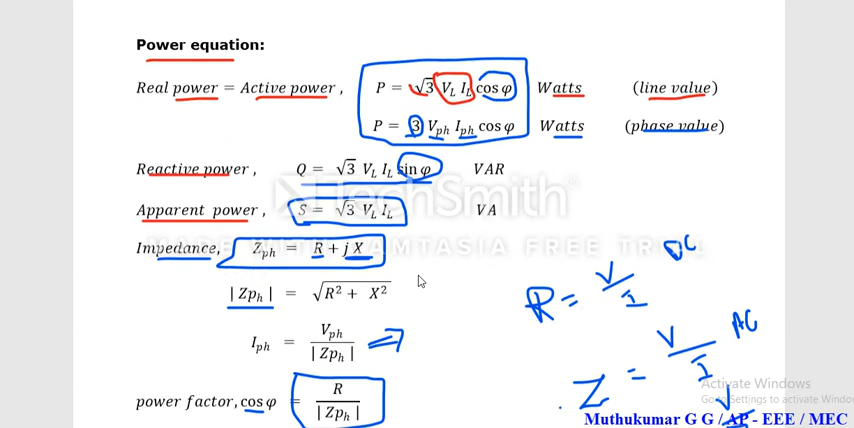 Power equation:
Real power = Active power , P = √3 V_L I_L cos φ Watts (line value)
P = 3 V_ph I_ph cos φ Watts (phase value)
Reactive power , Q = √3 V_L I_L sin φ VAR
Apparent power , S = √3 V_L I_L VA
TechSmith
FREE
Impedance, Z_ph = R + j X
DC
R = V/I
|Zp_h| = √(R² + X²)
AC
I_ph = V_ph / |Zp_h|
Z = V/I
Activate Windows
Go to Settings to activate Window
power factor, cos φ = R / |Zp_h|
V
Muthukumar G G / AP - EEE / MEC